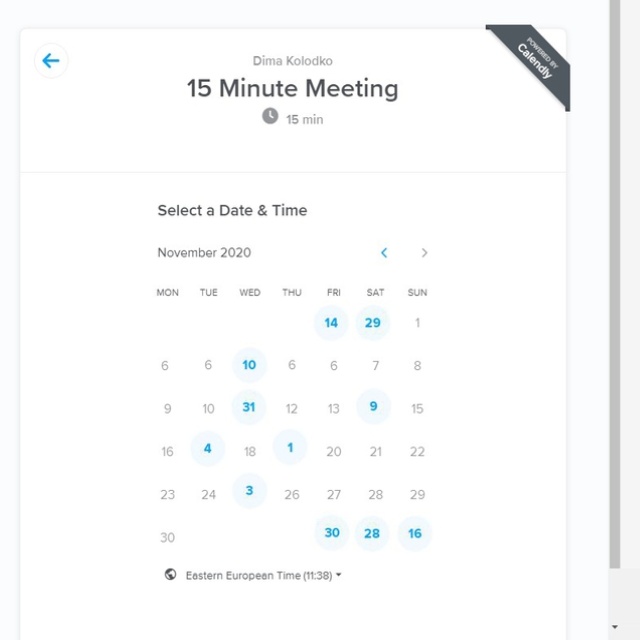 Dima Kolodko
15 Minute Meeting
15 min
POWERED BY
Calendly
Select a Date & Time
November 2020
MON TUE WED THU FRI SAT SUN
14 29 1
6 6 10 6 6 7 8
9 10 31 12 13 9 15
16 4 18 1 20 21 22
23 24 3 26 27 28 29
30 30 28 16
Eastern European Time (11:38)